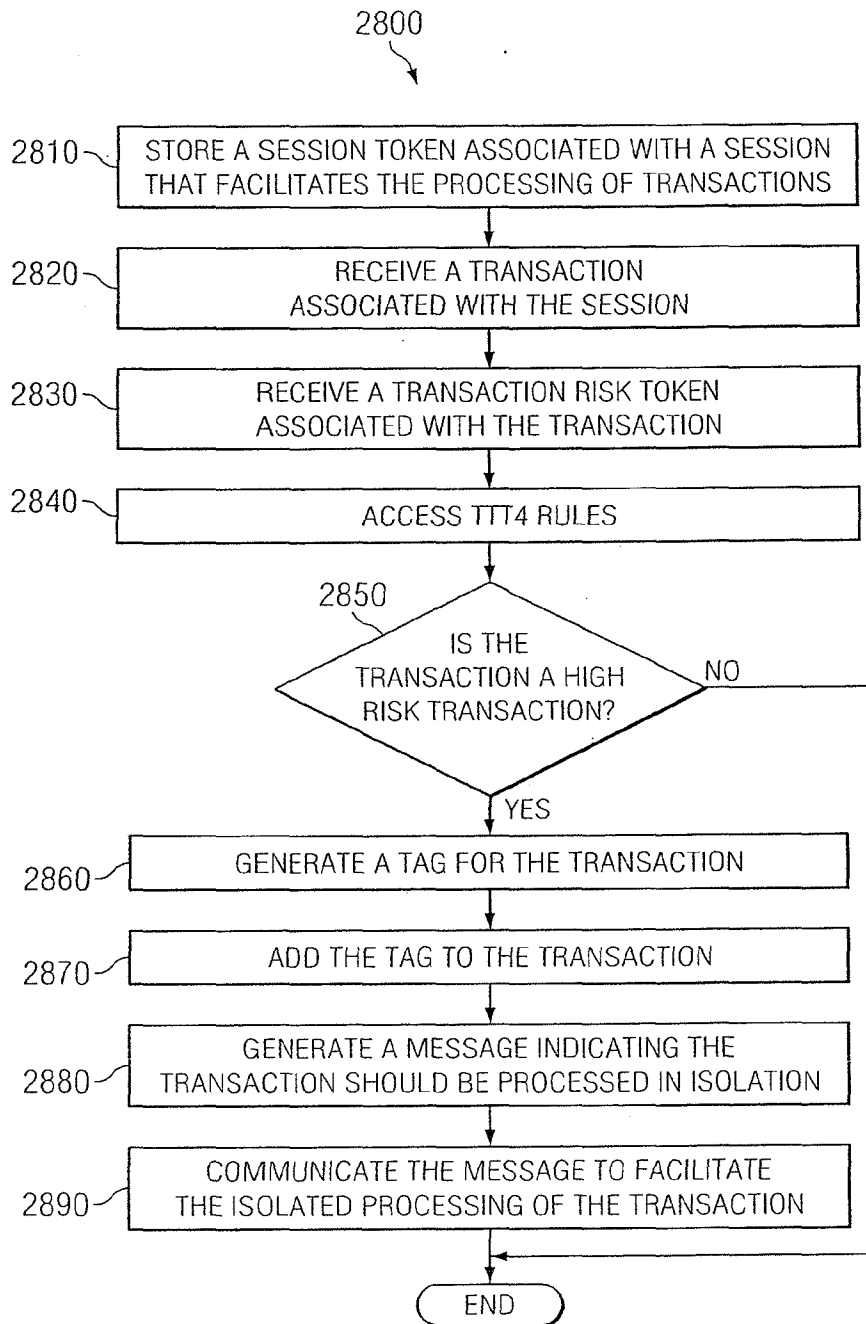 2800
2810
STORE A SESSION TOKEN ASSOCIATED WITH A SESSION
THAT FACILITATES THE PROCESSING OF TRANSACTIONS
2820
RECEIVE A TRANSACTION
ASSOCIATED WITH THE SESSION
2830
RECEIVE A TRANSACTION RISK TOKEN
ASSOCIATED WITH THE TRANSACTION
2840
ACCESS TTT4 RULES
2850
IS THE
TRANSACTION A HIGH
RISK TRANSACTION?
NO
YES
2860
GENERATE A TAG FOR THE TRANSACTION
2870
ADD THE TAG TO THE TRANSACTION
2880
GENERATE A MESSAGE INDICATING THE
TRANSACTION SHOULD BE PROCESSED IN ISOLATION
2890
COMMUNICATE THE MESSAGE TO FACILITATE
THE ISOLATED PROCESSING OF THE TRANSACTION
END